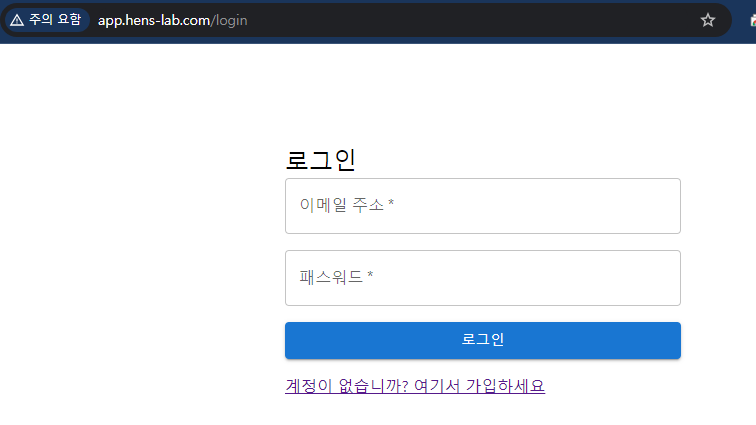 주의 요함 app.hens-lab.com/login
로그인
이메일 주소 *
패스워드 *
로그인
계정이 없습니까? 여기서 가입하세요